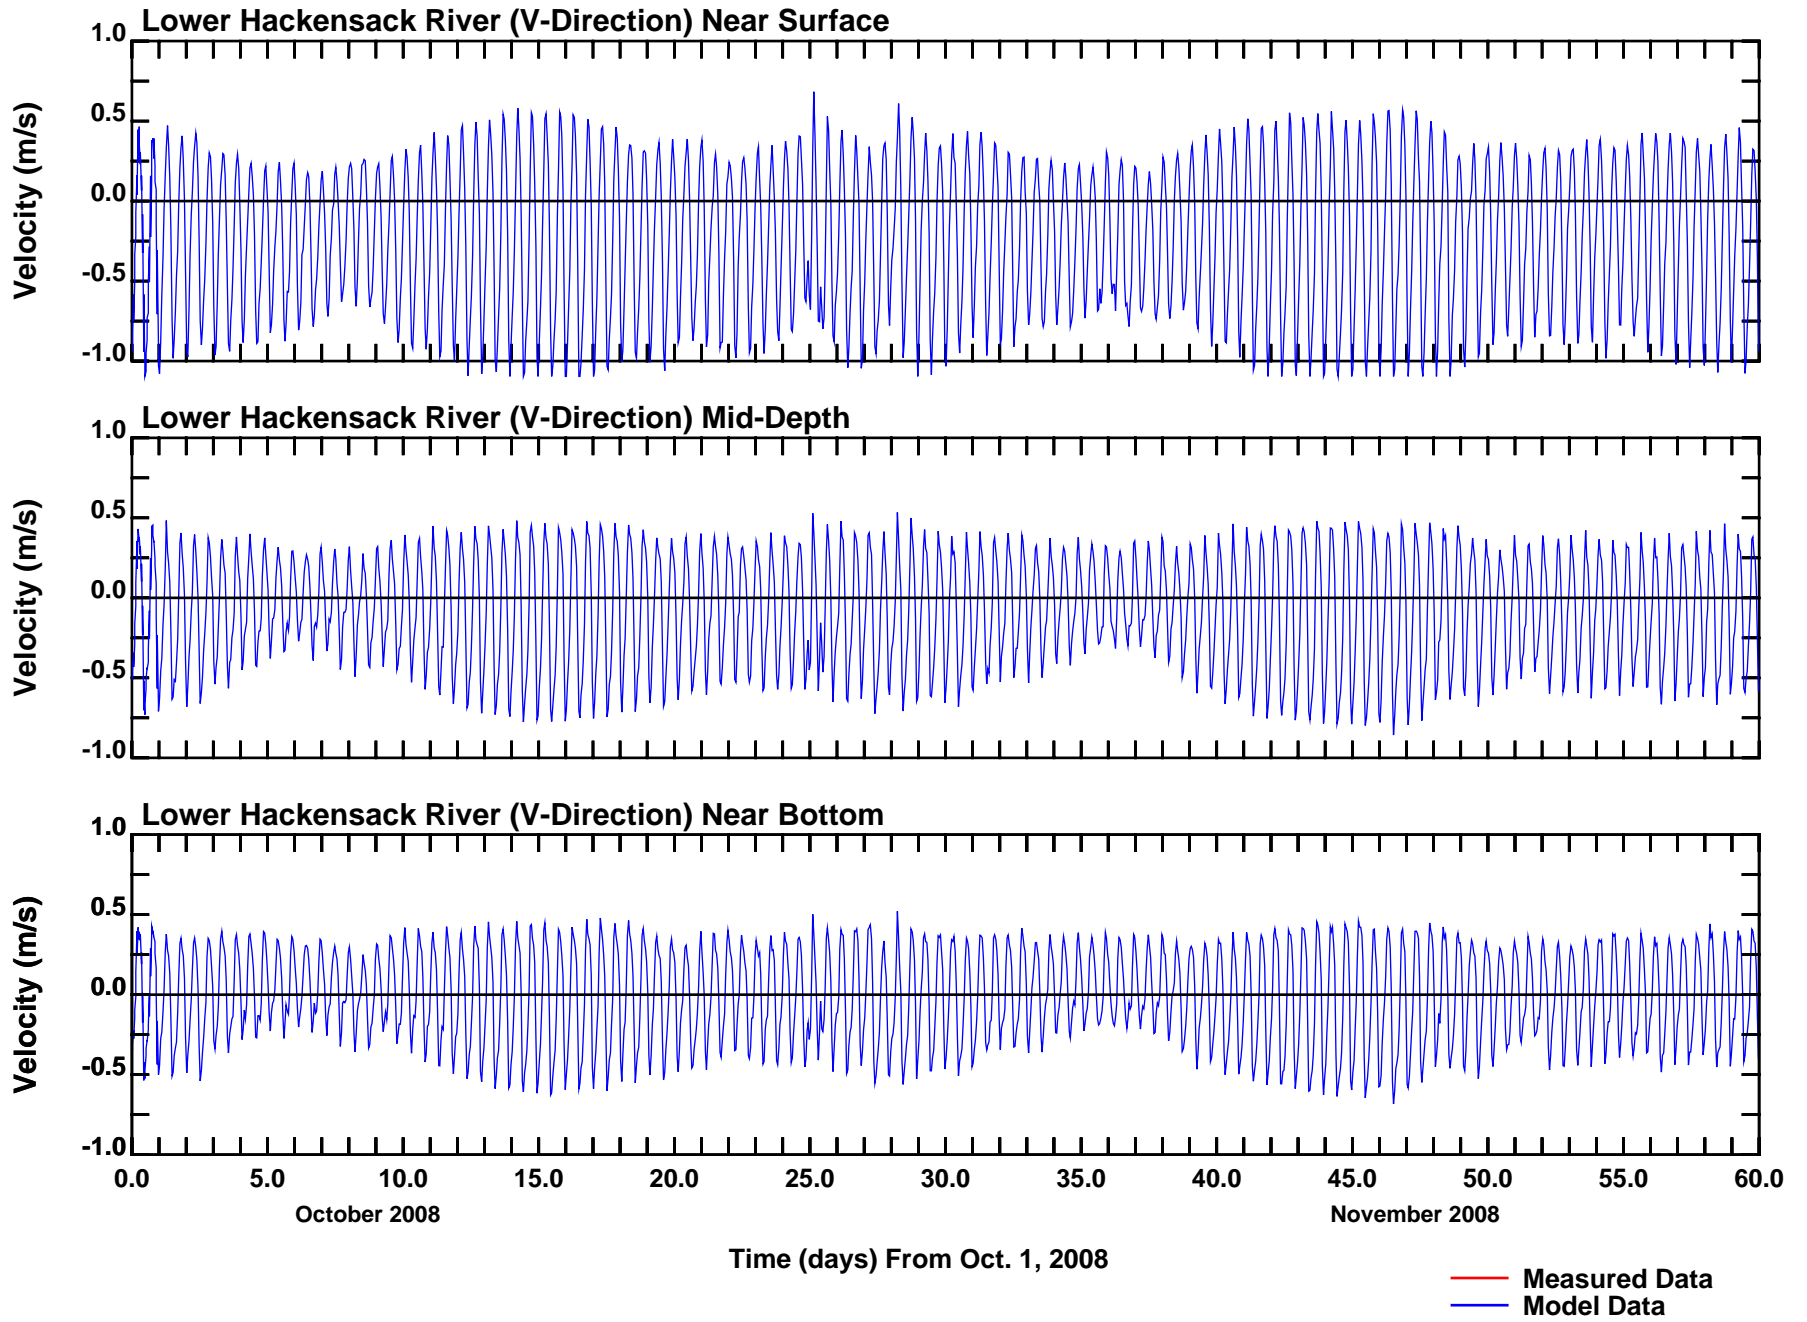 Lower Hackensack River (V-Direction) Near Surface
1.0
0.5
0.0
-0.5
-1.0
Velocity (m/s)
Lower Hackensack River (V-Direction) Mid-Depth
1.0
0.5
0.0
-0.5
-1.0
Velocity (m/s)
Lower Hackensack River (V-Direction) Near Bottom
1.0
0.5
0.0
-0.5
-1.0
Velocity (m/s)
0.0 5.0 10.0 15.0 20.0 25.0 30.0 35.0 40.0 45.0 50.0 55.0 60.0
October 2008 November 2008
Time (days) From Oct. 1, 2008
Measured Data
Model Data